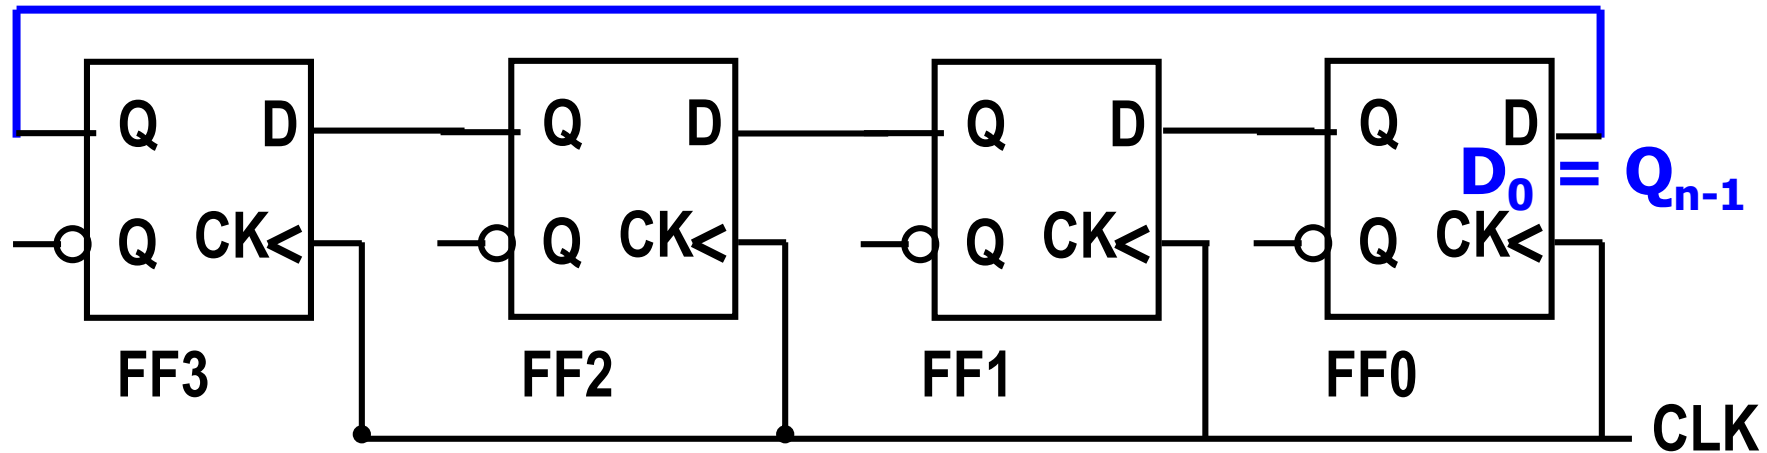 Q D Q D Q D Q D
D0 = Qn-1
Q CK Q CK Q CK Q CK
FF3 FF2 FF1 FF0
CLK